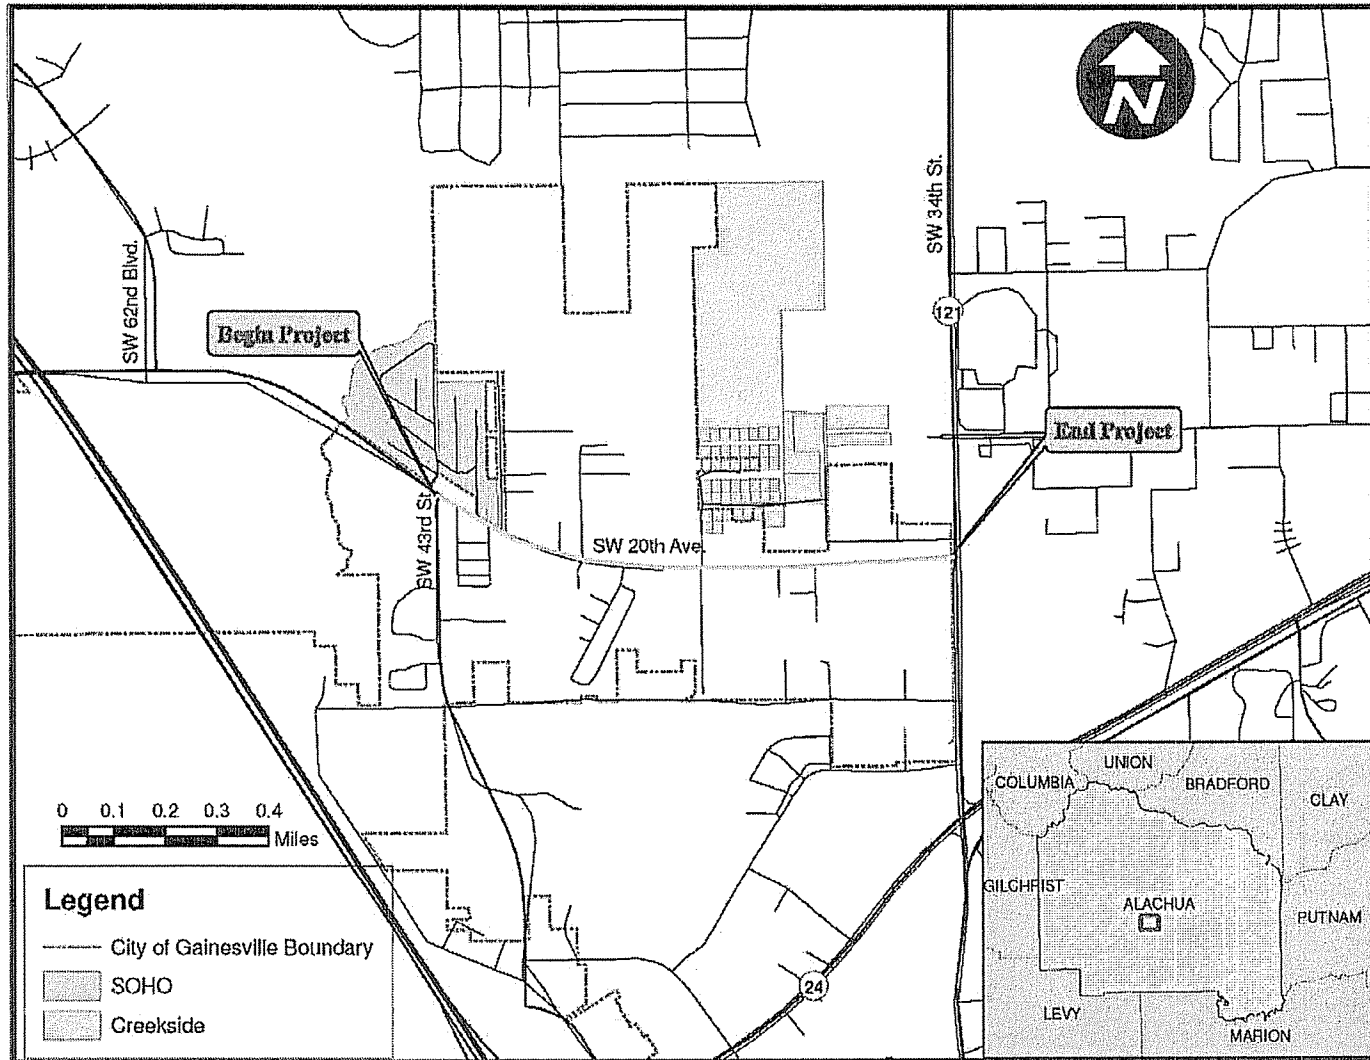 N
SW 34th St.
SW 62nd Blvd.
121
Begin Project
End Project
SW 43rd St.
SW 20th Ave.
0 0.1 0.2 0.3 0.4
Miles
Legend
City of Gainesville Boundary
SOHO
Creekside
24
UNION
COLUMBIA
BRADFORD
CLAY
GILCHRIST
ALACHUA
PUTNAM
LEVY
MARION